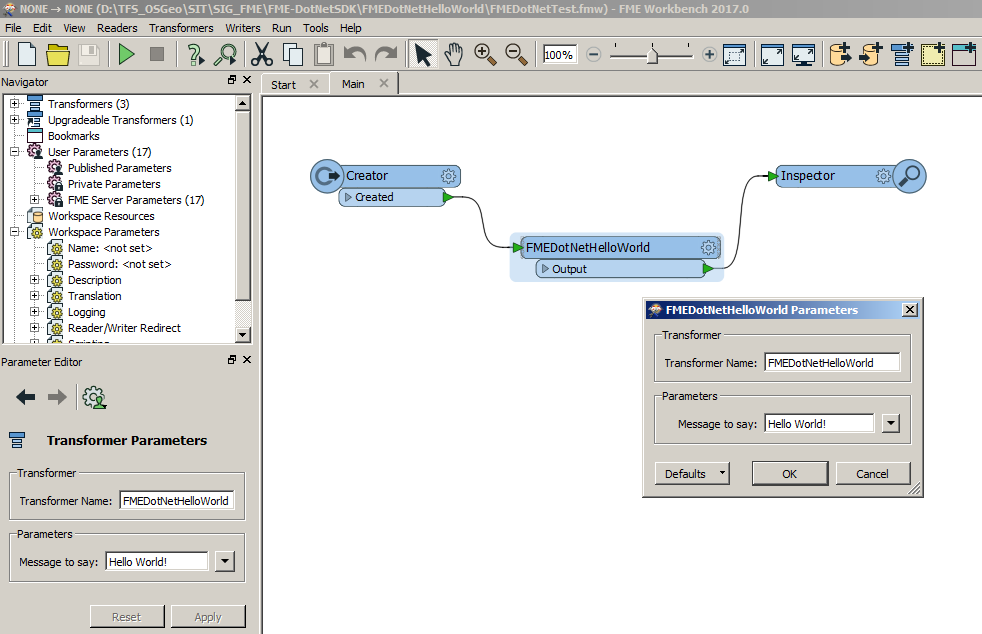 NONE → NONE (D:\TFS_OSGeo\SIT\SIG_FME\FME-DotNetSDK\FMEDotNetHelloWorld\FMEDotNetTest.fmw) - FME Workbench 2017.0
File Edit View Readers Transformers Writers Run Tools Help
100%
Navigator
Start Main
Transformers (3)
Upgradeable Transformers (1)
Bookmarks
User Parameters (17)
Published Parameters
Private Parameters
FME Server Parameters (17)
Workspace Resources
Workspace Parameters
Name: <not set>
Password: <not set>
Description
Translation
Logging
Reader/Writer Redirect
Scripting
Creator
Created
FMEDotNetHelloWorld
Output
Inspector
FMEDotNetHelloWorld Parameters
Transformer
Transformer Name: FMEDotNetHelloWorld
Parameters
Message to say: Hello World!
Defaults OK Cancel
Parameter Editor
Transformer Parameters
Transformer
Transformer Name: FMEDotNetHelloWorld
Parameters
Message to say: Hello World!
Reset Apply